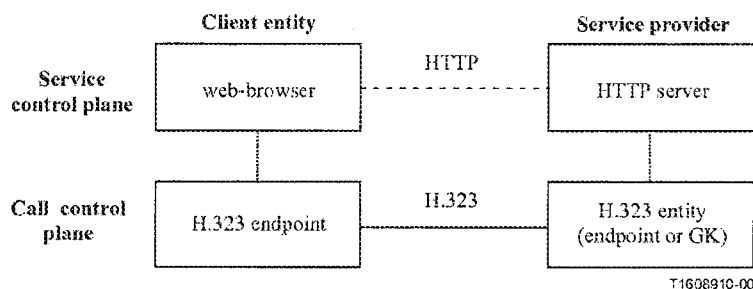 Client entity
Service provider
Service
control plane
web-browser
HTTP
HTTP server
Call control
plane
H.323 endpoint
H.323
H.323 entity
(endpoint or GK)
T1608910-00